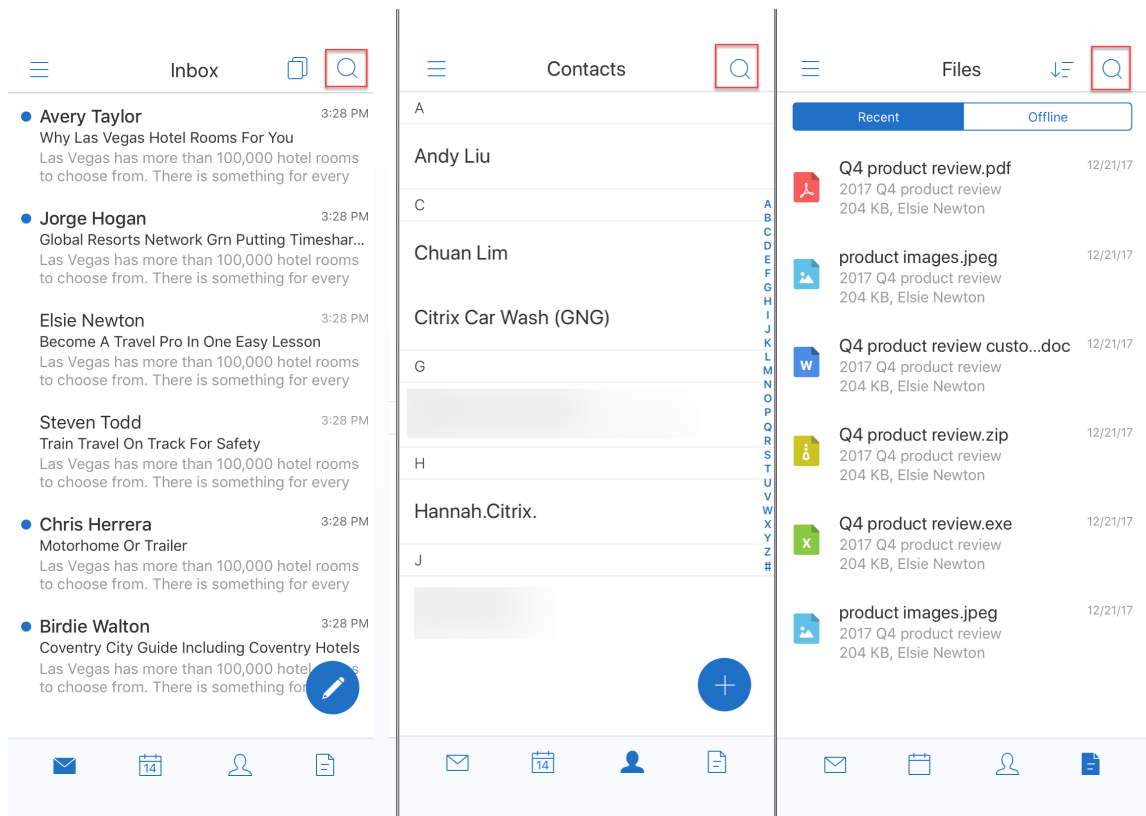 Inbox
Avery Taylor
3:28 PM
Why Las Vegas Hotel Rooms For You
Las Vegas has more than 100,000 hotel rooms
to choose from. There is something for every
Jorge Hogan
3:28 PM
Global Resorts Network Grn Putting Timeshar...
Las Vegas has more than 100,000 hotel rooms
to choose from. There is something for every
Elsie Newton
3:28 PM
Become A Travel Pro In One Easy Lesson
Las Vegas has more than 100,000 hotel rooms
to choose from. There is something for every
Steven Todd
3:28 PM
Train Travel On Track For Safety
Las Vegas has more than 100,000 hotel rooms
to choose from. There is something for every
Chris Herrera
3:28 PM
Motorhome Or Trailer
Las Vegas has more than 100,000 hotel rooms
to choose from. There is something for every
Birdie Walton
3:28 PM
Coventry City Guide Including Coventry Hotels
Las Vegas has more than 100,000 hotel
to choose from. There is something for
14
Contacts
A
Andy Liu
C
Chuan Lim
Citrix Car Wash (GNG)
G
H
Hannah.Citrix.
J
A
B
C
D
E
F
G
H
I
J
K
L
M
N
O
P
Q
R
S
T
U
V
W
X
Y
Z
#
14
Files
Recent
Offline
Q4 product review.pdf
12/21/17
2017 Q4 product review
204 KB, Elsie Newton
product images.jpeg
12/21/17
2017 Q4 product review
204 KB, Elsie Newton
W
Q4 product review custo...doc
12/21/17
2017 Q4 product review
204 KB, Elsie Newton
Q4 product review.zip
12/21/17
2017 Q4 product review
204 KB, Elsie Newton
X
Q4 product review.exe
12/21/17
2017 Q4 product review
204 KB, Elsie Newton
product images.jpeg
12/21/17
2017 Q4 product review
204 KB, Elsie Newton